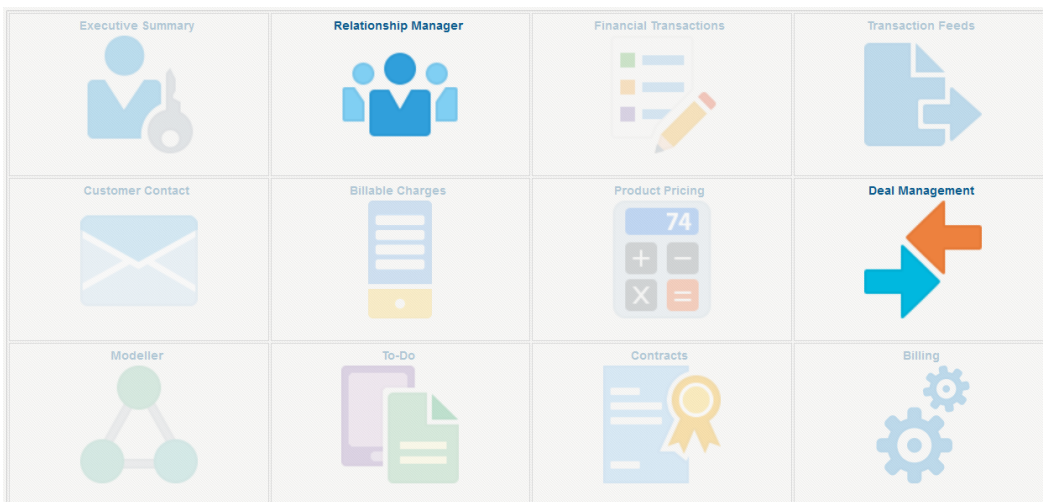 Executive Summary
Relationship Manager
Financial Transactions
Transaction Feeds
Customer Contact
Billable Charges
Product Pricing
Deal Management
74
+ −
X =
Modeller
To-Do
Contracts
Billing